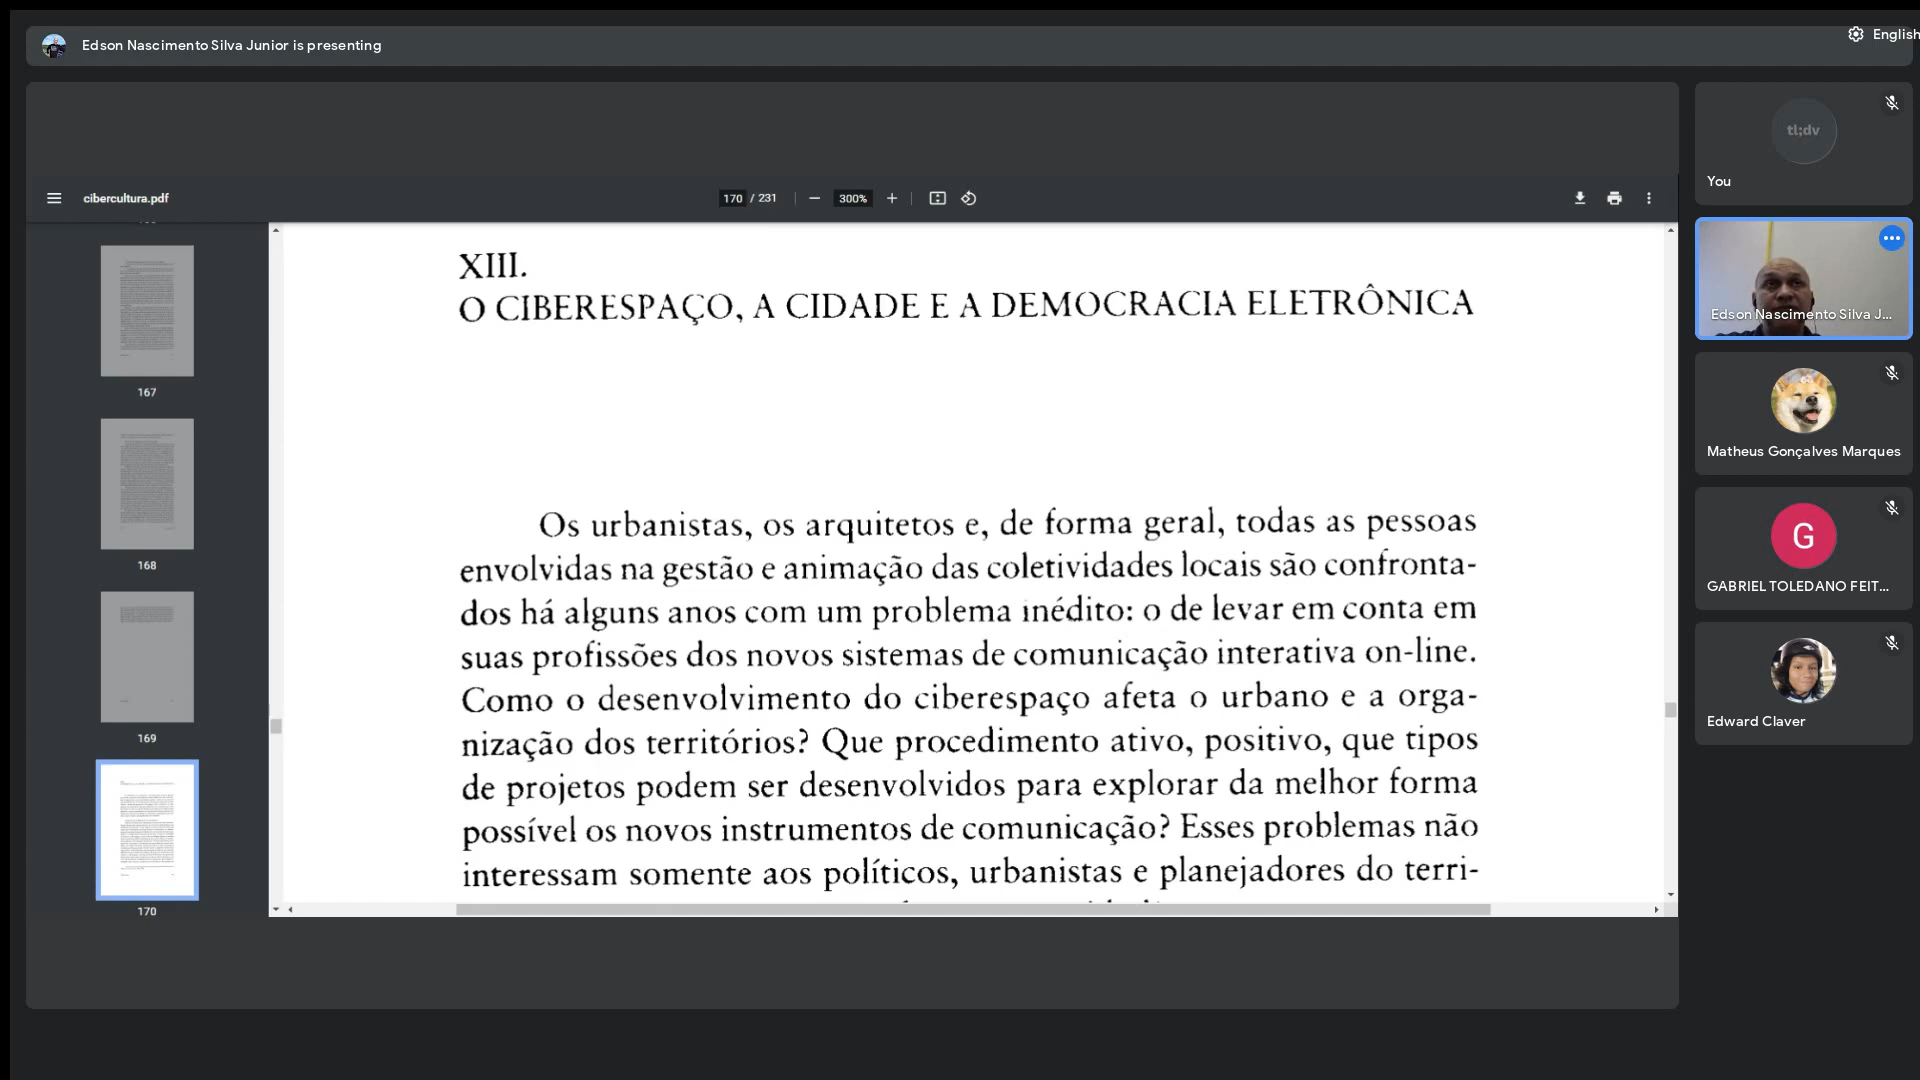 Edson Nascimento Silva Junior is presenting
English
cibercultura.pdf
170 / 231
300%
167
168
169
170
XIII.
O CIBERESPAÇO, A CIDADE E A DEMOCRACIA ELETRÔNICA
Os urbanistas, os arquitetos e, de forma geral, todas as pessoas
envolvidas na gestão e animação das coletividades locais são confronta-
dos há alguns anos com um problema inédito: o de levar em conta em
suas profissões dos novos sistemas de comunicação interativa on-line.
Como o desenvolvimento do ciberespaço afeta o urbano e a orga-
nização dos territórios? Que procedimento ativo, positivo, que tipos
de projetos podem ser desenvolvidos para explorar da melhor forma
possível os novos instrumentos de comunicação? Esses problemas não
interessam somente aos políticos, urbanistas e planejadores do terri-
tl;dv
You
Edson Nascimento Silva J...
Matheus Gonçalves Marques
G
GABRIEL TOLEDANO FEIT...
Edward Claver